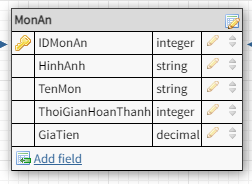 MonAn
IDMonAn integer
HinhAnh string
TenMon string
ThoiGianHoanThanh integer
GiaTien decimal
Add field